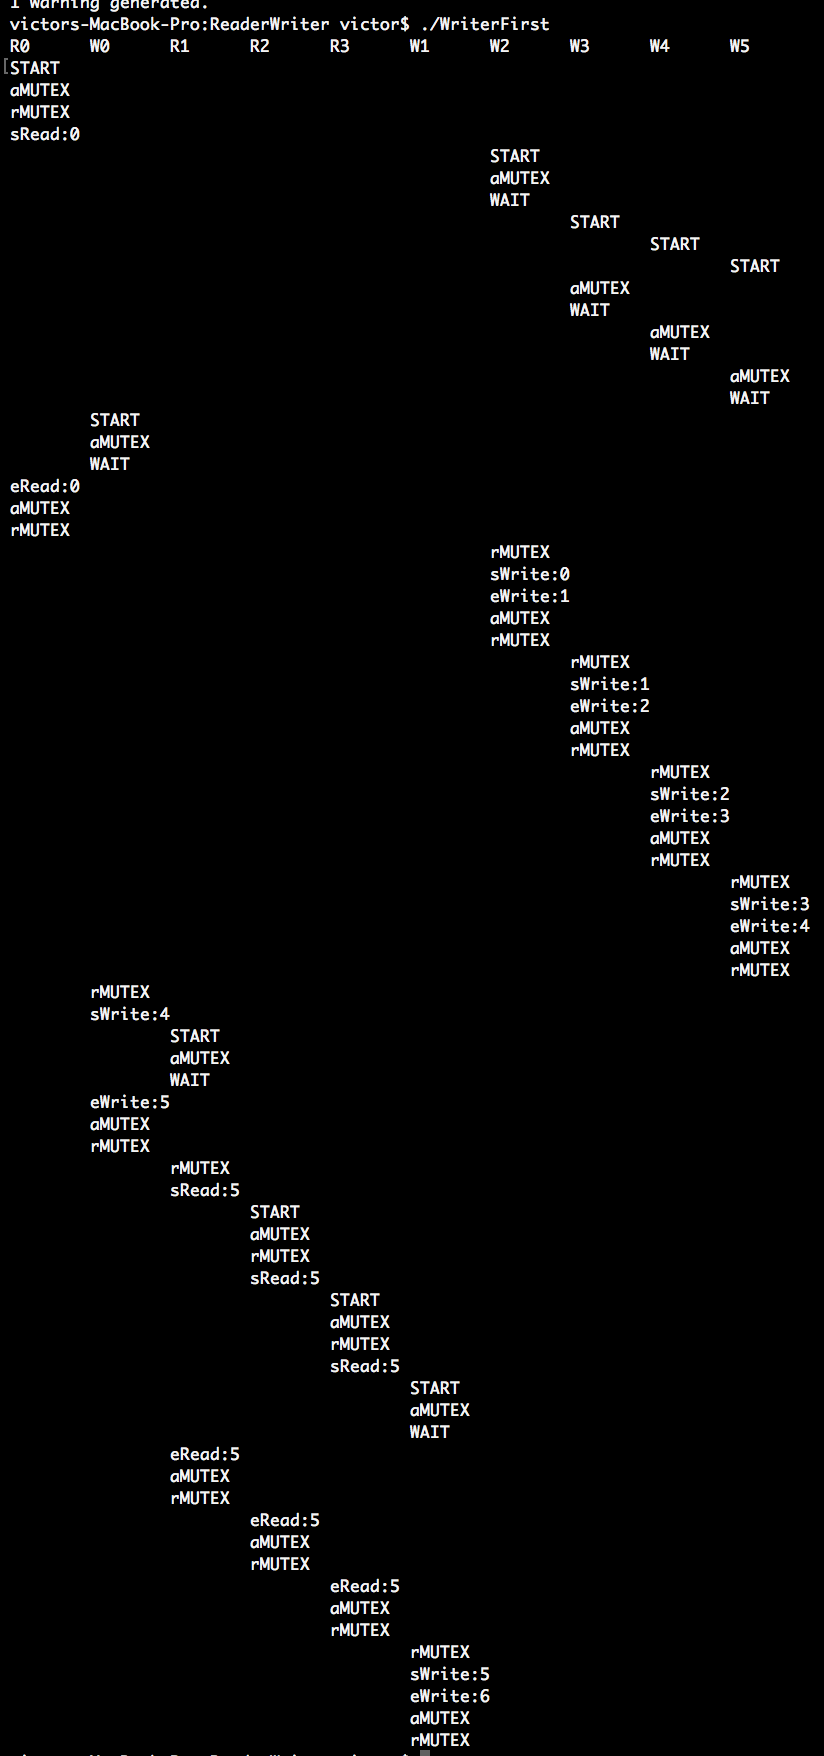 1 warning generated.
victors-MacBook-Pro:ReaderWriter victor$ ./WriterFirst
R0 W0 R1 R2 R3 W1 W2 W3 W4 W5
START
aMUTEX
rMUTEX
sRead:0
START
aMUTEX
WAIT
START
START
START
aMUTEX
WAIT
aMUTEX
WAIT
aMUTEX
WAIT
START
aMUTEX
WAIT
eRead:0
aMUTEX
rMUTEX
rMUTEX
sWrite:0
eWrite:1
aMUTEX
rMUTEX
rMUTEX
sWrite:1
eWrite:2
aMUTEX
rMUTEX
rMUTEX
sWrite:2
eWrite:3
aMUTEX
rMUTEX
rMUTEX
sWrite:3
eWrite:4
aMUTEX
rMUTEX
rMUTEX
sWrite:4
START
aMUTEX
WAIT
eWrite:5
aMUTEX
rMUTEX
rMUTEX
sRead:5
START
aMUTEX
rMUTEX
sRead:5
START
aMUTEX
rMUTEX
sRead:5
START
aMUTEX
WAIT
eRead:5
aMUTEX
rMUTEX
eRead:5
aMUTEX
rMUTEX
eRead:5
aMUTEX
rMUTEX
rMUTEX
sWrite:5
eWrite:6
aMUTEX
rMUTEX